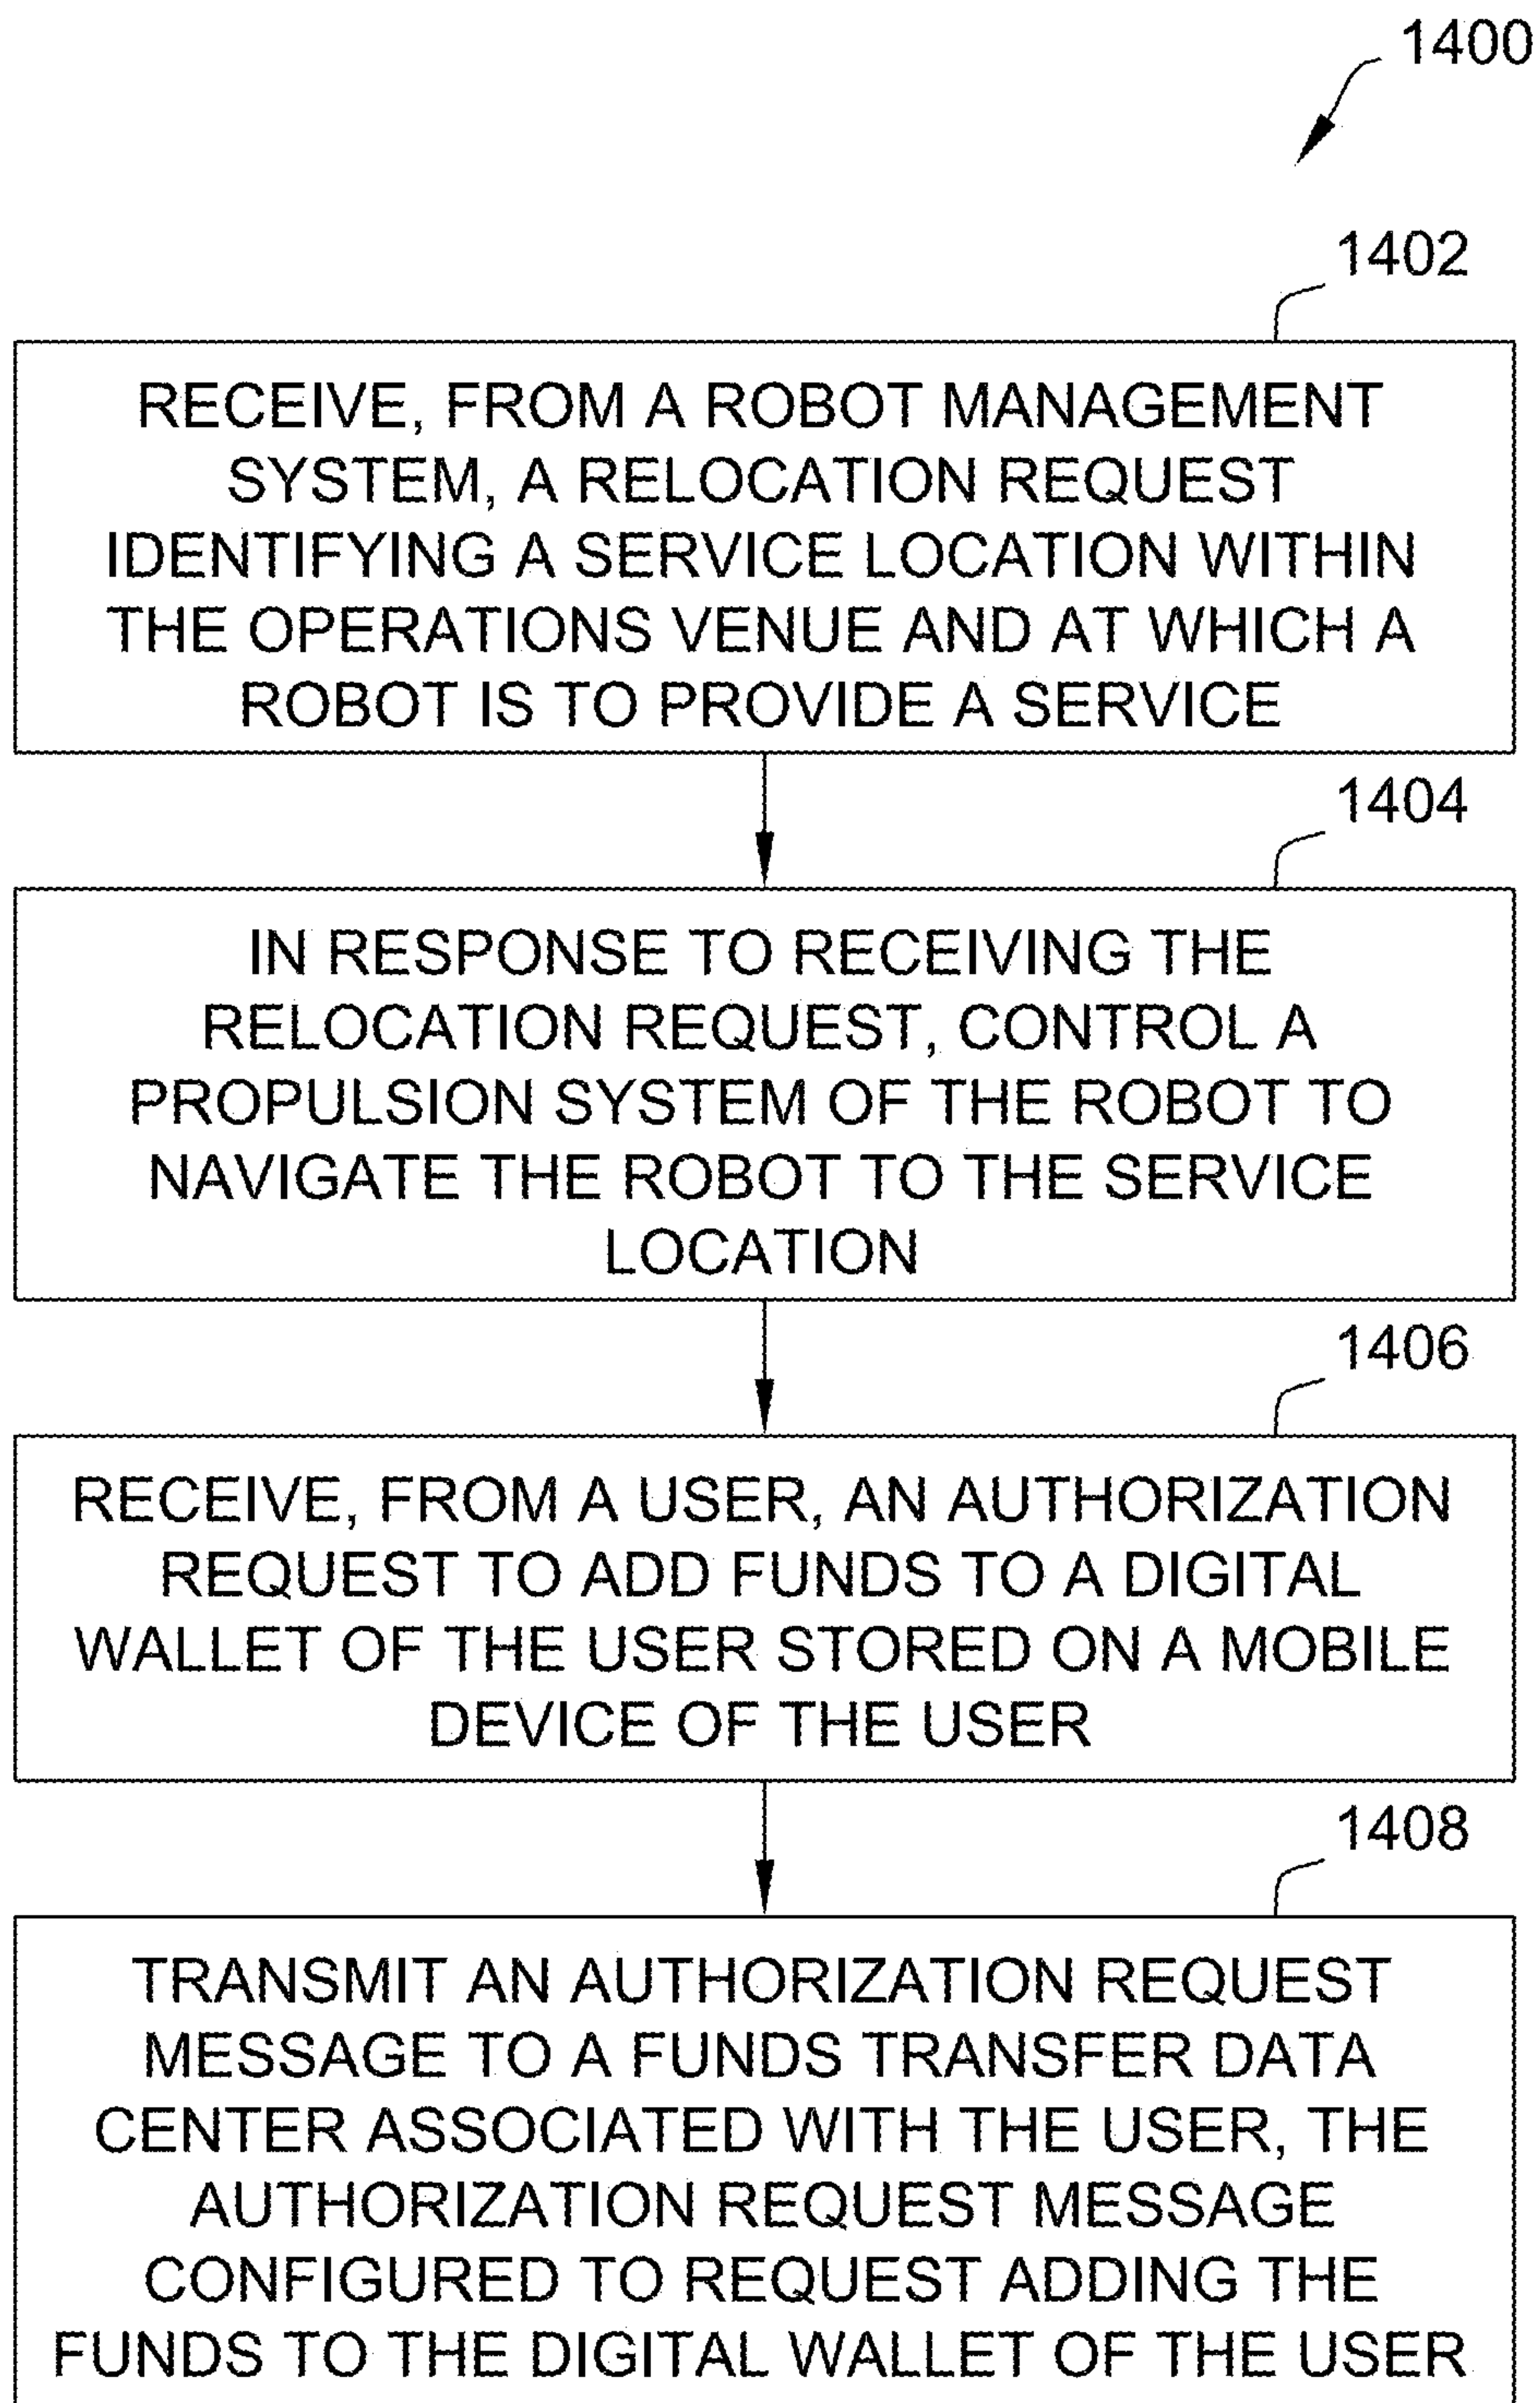 1400
1402
RECEIVE, FROM A ROBOT MANAGEMENT
SYSTEM, A RELOCATION REQUEST
IDENTIFYING A SERVICE LOCATION WITHIN
THE OPERATIONS VENUE AND AT WHICH A
ROBOT IS TO PROVIDE A SERVICE
1404
IN RESPONSE TO RECEIVING THE
RELOCATION REQUEST, CONTROL A
PROPULSION SYSTEM OF THE ROBOT TO
NAVIGATE THE ROBOT TO THE SERVICE
LOCATION
1406
RECEIVE, FROM A USER, AN AUTHORIZATION
REQUEST TO ADD FUNDS TO A DIGITAL
WALLET OF THE USER STORED ON A MOBILE
DEVICE OF THE USER
1408
TRANSMIT AN AUTHORIZATION REQUEST
MESSAGE TO A FUNDS TRANSFER DATA
CENTER ASSOCIATED WITH THE USER, THE
AUTHORIZATION REQUEST MESSAGE
CONFIGURED TO REQUEST ADDING THE
FUNDS TO THE DIGITAL WALLET OF THE USER